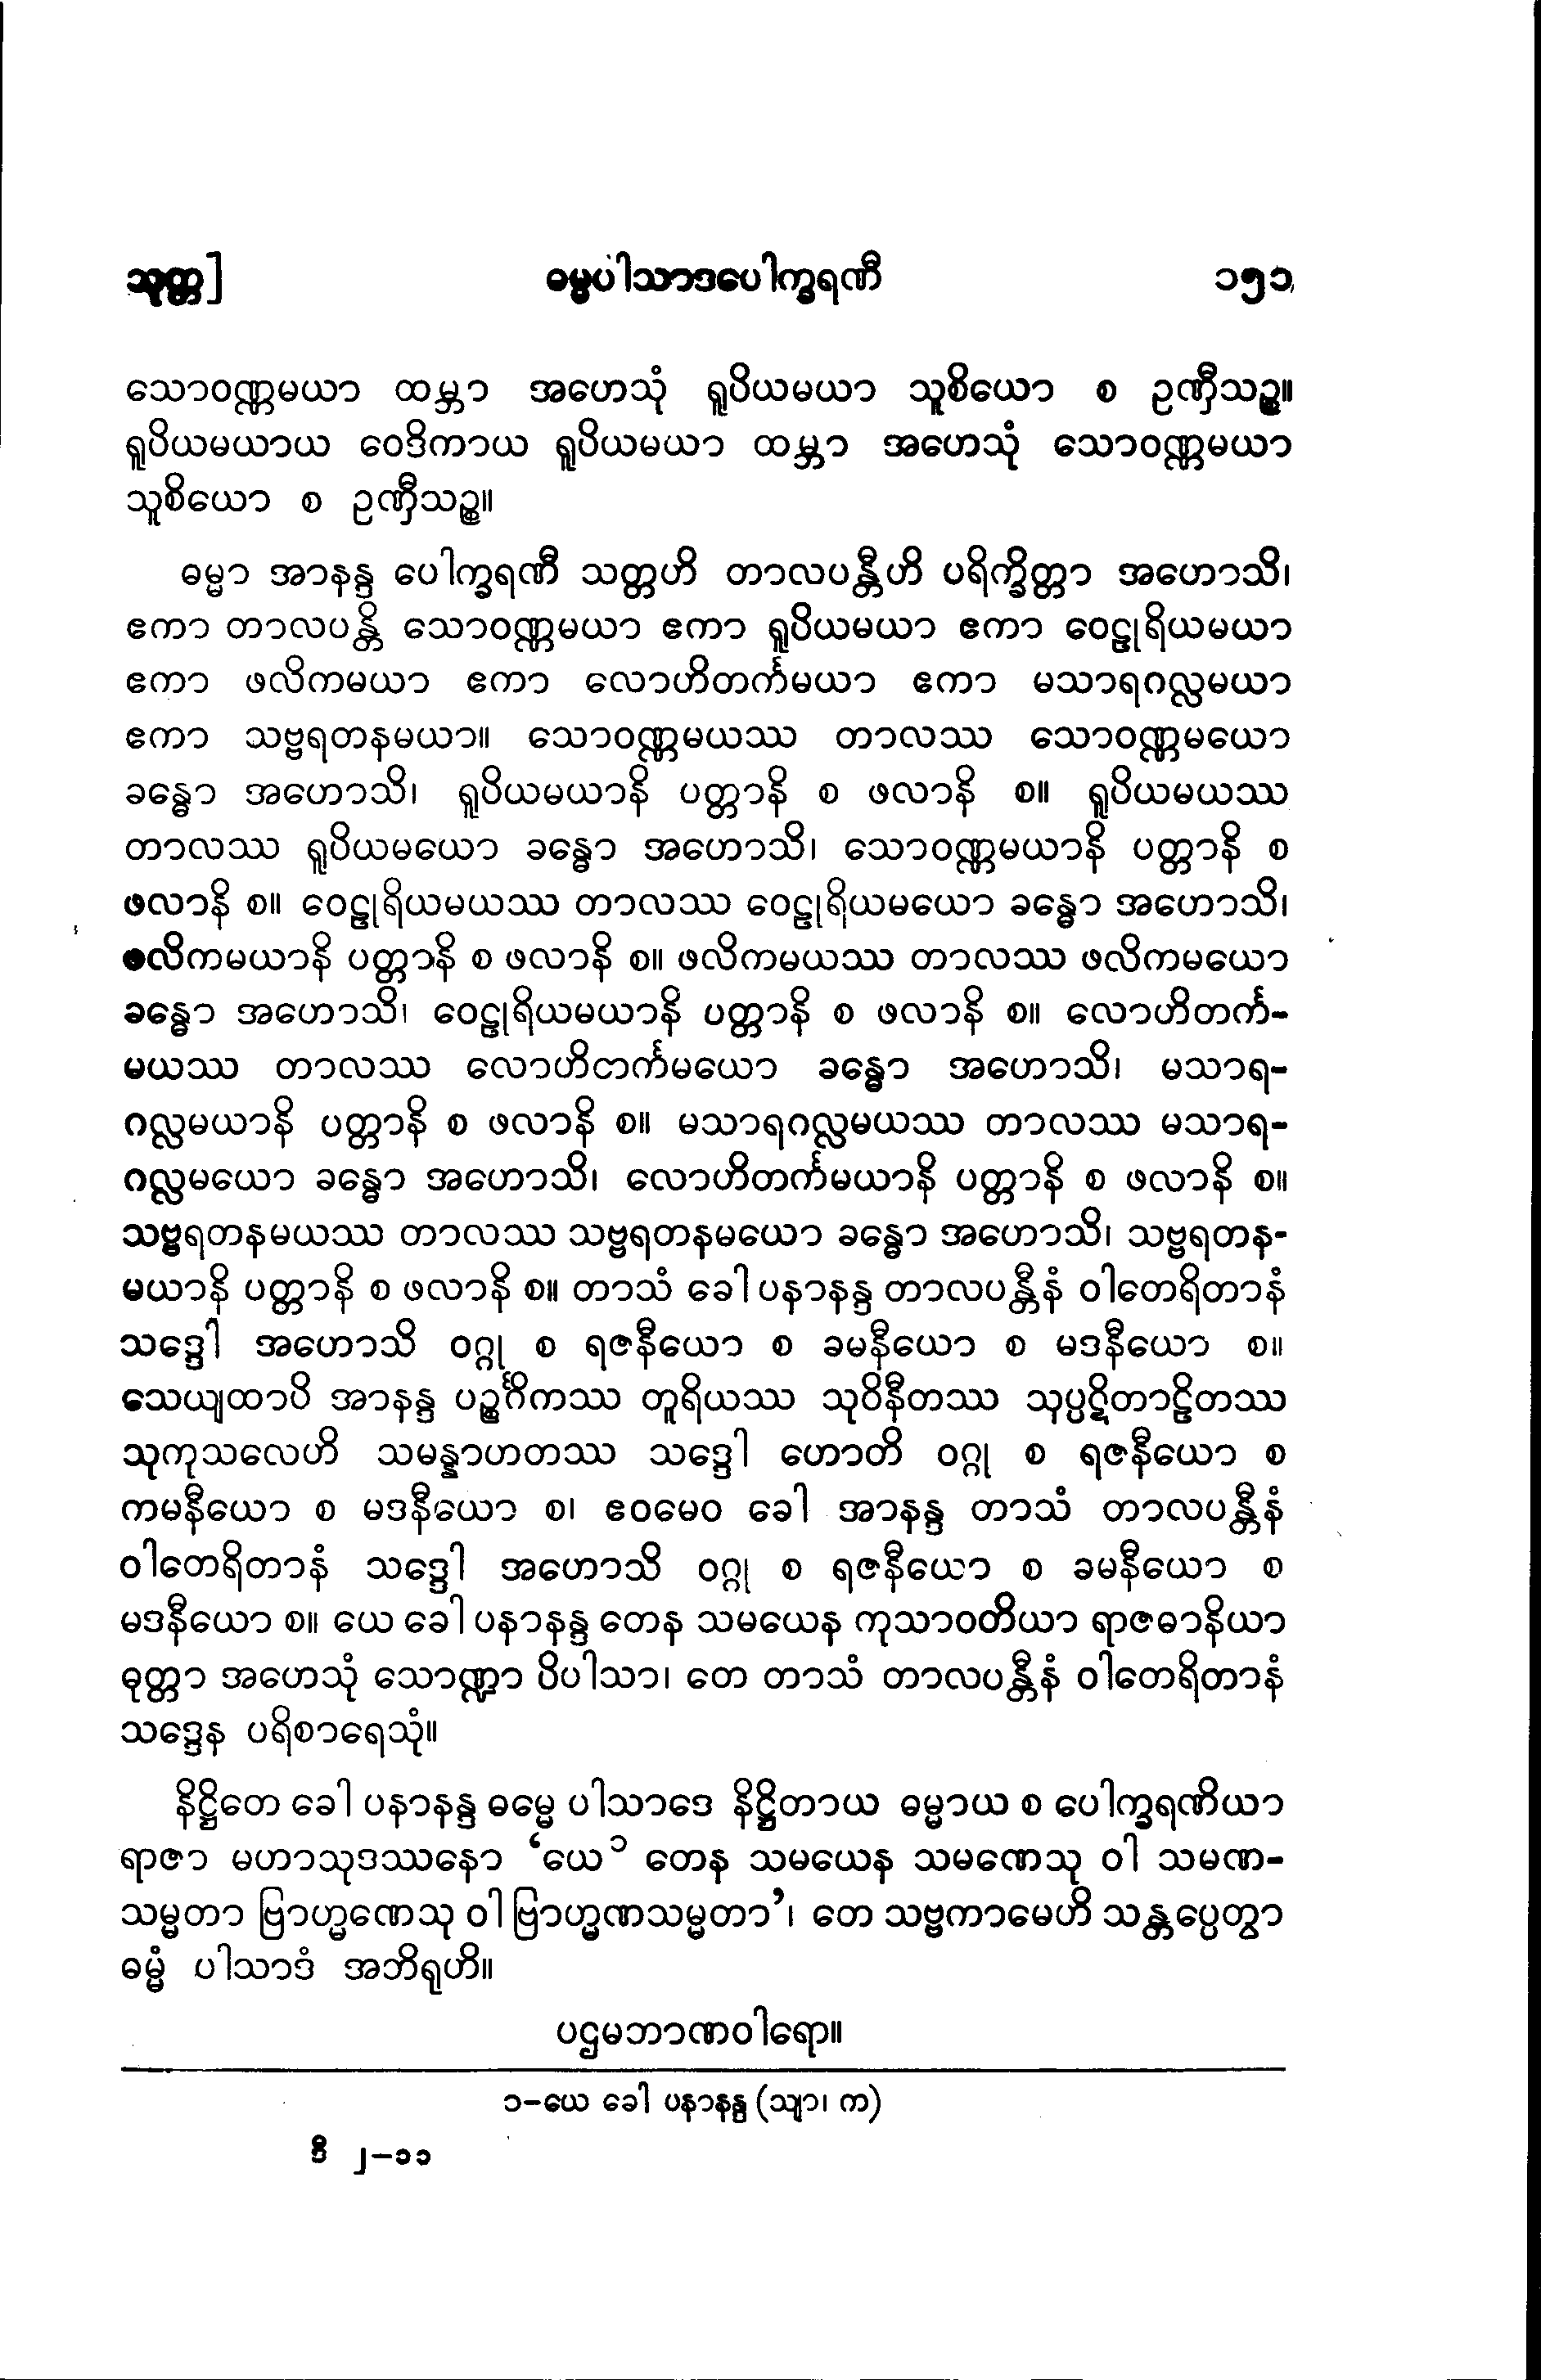 သုတ္တ] ဓမ္မပါသာဒပေါက္ခရဏီ ၁၅၁
သောဝဏ္ဏမယာ ထမ္ဘာ အဟေသုံ ရူပိယမယာ သူစိယော စ ဥဏှီသဉ္စ။
ရူပိယမယာယ ဝေဒိကာယ ရူပိယမယာ ထမ္ဘာ အဟေသုံ သောဝဏ္ဏမယာ
သူစိယော စ ဥဏှီသဉ္စ။
ဓမ္မာ အာနန္ဒ ပေါက္ခရဏီ သတ္တဟိ တာလပန္တီဟိ ပရိက္ခိတ္တာ အဟောသိ၊
ဧကာ တာလပန္တိ သောဝဏ္ဏမယာ ဧကာ ရူပိယမယာ ဧကာ ဝေဠုရိယမယာ
ဧကာ ဖလိကမယာ ဧကာ လောဟိတင်္ကမယာ ဧကာ မသာရဂလ္လမယာ
ဧကာ သဗ္ဗရတနမယာ။ သောဝဏ္ဏမယဿ တာလဿ သောဝဏ္ဏမယော
ခန္ဓော အဟောသိ၊ ရူပိယမယာနိ ပတ္တာနိ စ ဖလာနိ စ။ ရူပိယမယဿ
တာလဿ ရူပိယမယော ခန္ဓော အဟောသိ၊ သောဝဏ္ဏမယာနိ ပတ္တာနိ စ
ဖလာနိ စ။ ဝေဠုရိယမယဿ တာလဿ ဝေဠုရိယမယော ခန္ဓော အဟောသိ၊
ဖလိကမယာနိ ပတ္တာနိ စ ဖလာနိ စ။ ဖလိကမယဿ တာလဿ ဖလိကမယော
ခန္ဓော အဟောသိ၊ ဝေဠုရိယမယာနိ ပတ္တာနိ စ ဖလာနိ စ။ လောဟိတင်္က-
မယဿ တာလဿ လောဟိတင်္ကမယော ခန္ဓော အဟောသိ၊ မသာရ-
ဂလ္လမယာနိ ပတ္တာနိ စ ဖလာနိ စ။ မသာရဂလ္လမယဿ တာလဿ မသာရ-
ဂလ္လမယော ခန္ဓော အဟောသိ၊ လောဟိတင်္ကမယာနိ ပတ္တာနိ စ ဖလာနိ စ။
သဗ္ဗရတနမယဿ တာလဿ သဗ္ဗရတနမယော ခန္ဓော အဟောသိ၊ သဗ္ဗရတန-
မယာနိ ပတ္တာနိ စ ဖလာနိ စ။ တာသံ ခေါ ပနာနန္ဒ တာလပန္တီနံ ဝါတေရိတာနံ
သဒ္ဒေါ အဟောသိ ဝဂ္ဂု စ ရဇနီယော စ ခမနီယော စ မဒနီယော စ။
သေယျထာပိ အာနန္ဒ ပဉ္စင်္ဂိကဿ တူရိယဿ သုဝိနီတဿ သုပ္ပဋိတာဠိတဿ
သုကုသလေဟိ သမန္နာဟတဿ သဒ္ဒေါ ဟောတိ ဝဂ္ဂု စ ရဇနီယော စ
ကမနီယော စ မဒနီယော စ၊ ဧဝမေဝ ခေါ အာနန္ဒ တာသံ တာလပန္တီနံ
ဝါတေရိတာနံ သဒ္ဒေါ အဟောသိ ဝဂ္ဂု စ ရဇနီယော စ ခမနီယော စ
မဒနီယော စ။ ယေ ခေါ ပနာနန္ဒ တေန သမယေန ကုသာဝတိယာ ရာဇဓာနိယာ
ဓုတ္တာ အဟေသုံ သောဏ္ဍာ ပိပါသာ၊ တေ တာသံ တာလပန္တီနံ ဝါတေရိတာနံ
သဒ္ဒေန ပရိစာရေသုံ။
နိဋ္ဌိတေ ခေါ ပနာနန္ဒ ဓမ္မေ ပါသာဒေ နိဋ္ဌိတာယ ဓမ္မာယ စ ပေါက္ခရဏိယာ
ရာဇာ မဟာသုဒဿနော ‘ယေ၁ တေန သမယေန သမဏေသု ဝါ သမဏ-
သမ္မတာ ဗြာဟ္မဏေသု ဝါ ဗြာဟ္မဏသမ္မတာ’၊ တေ သဗ္ဗကာမေဟိ သန္တပ္ပေတွာ
ဓမ္မံ ပါသာဒံ အဘိရုဟိ။
ပဌမဘာဏဝါရော။
၁-ယေ ခေါ ပနာနန္ဒ (သျာ၊ က)
ဒီ ၂-၁၁